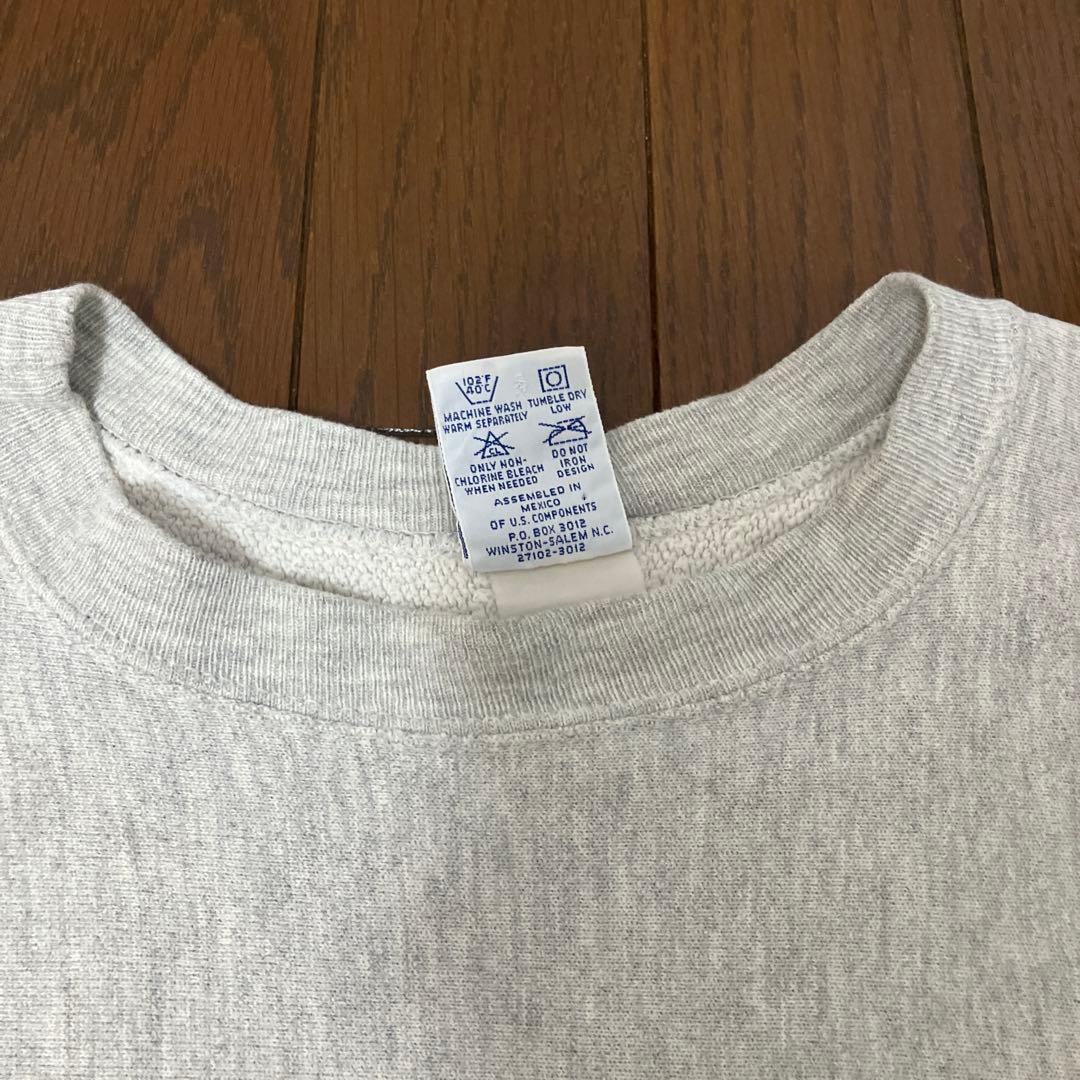 102°F
40°C
MACHINE WASH
WARM SEPARATELY
TUMBLE DRY
LOW
CL
ONLY NON-
CHLORINE BLEACH
WHEN NEEDED
DO NOT
IRON
DESIGN
ASSEMBLED IN
MEXICO
OF U.S. COMPONENTS
P.O. BOX 3012
WINSTON-SALEM N.C.
27102-3012